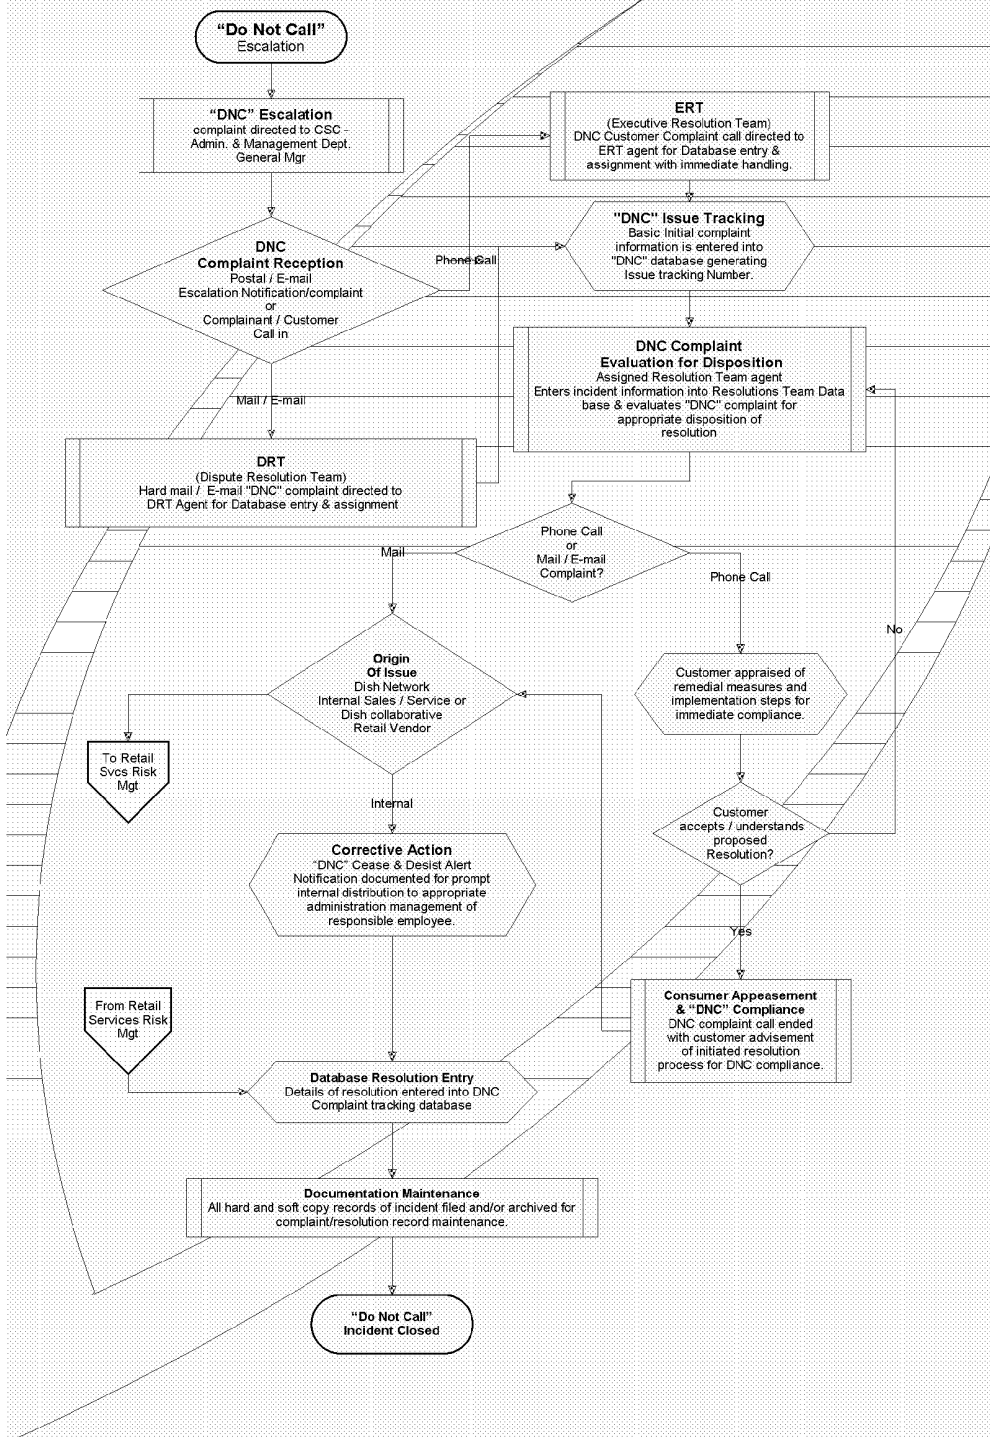 “Do Not Call”
Escalation
“DNC” Escalation
complaint directed to CSC -
Admin. & Management Dept.
General Mgr
ERT
(Executive Resolution Team)
DNC Customer Complaint call directed to
ERT agent for Database entry &
assignment with immediate handling.
DNC
Complaint Reception
Postal / E-mail
Escalation Notification/complaint
or
Complainant / Customer
Call in
Phone Call
"DNC" Issue Tracking
Basic Initial complaint
information is entered into
"DNC" database generating
Issue tracking Number.
DNC Complaint
Evaluation for Disposition
Assigned Resolution Team agent
Enters incident information into Resolutions Team Data
base & evaluates "DNC" complaint for
appropriate disposition of
resolution
Mail / E-mail
DRT
(Dispute Resolution Team)
Hard mail / E-mail "DNC" complaint directed to
DRT Agent for Database entry & assignment
Phone Call
or
Mail / E-mail
Complaint?
Mail
Phone Call
No
Origin
Of Issue
Dish Network
Internal Sales / Service or
Dish collaborative
Retail Vendor
Customer appraised of
remedial measures and
implementation steps for
immediate compliance.
To Retail
Svcs Risk
Mgt
Internal
Customer
accepts / understands
proposed
Resolution?
Corrective Action
“DNC” Cease & Desist Alert
Notification documented for prompt
internal distribution to appropriate
administration management of
responsible employee.
Yes
From Retail
Services Risk
Mgt
Consumer Appeasement
& “DNC” Compliance
DNC complaint call ended
with customer advisement
of initiated resolution
process for DNC compliance.
Database Resolution Entry
Details of resolution entered into DNC
Complaint tracking database
Documentation Maintenance
All hard and soft copy records of incident filed and/or archived for
complaint/resolution record maintenance.
“Do Not Call”
Incident Closed